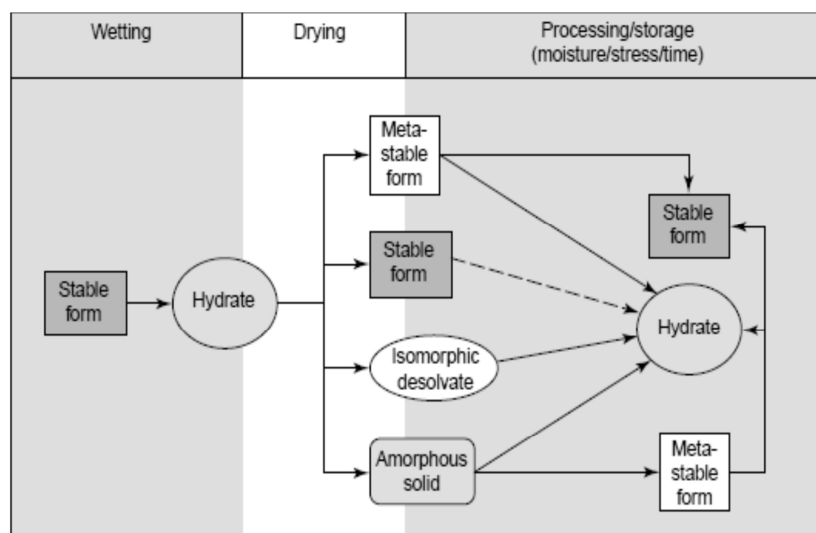 Wetting
Drying
Processing/storage
(moisture/stress/time)
Meta-
stable
form
Stable
form
Stable
form
Stable
form
Hydrate
Hydrate
Isomorphic
desolvate
Amorphous
solid
Meta-
stable
form